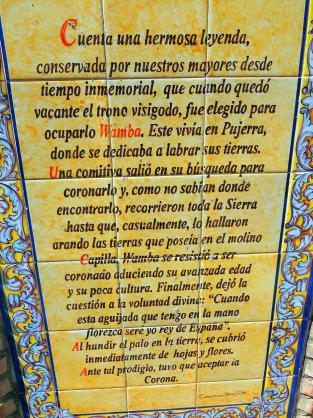 Cuenta una hermosa leyenda,
conservada por nuestros mayores desde
tiempo inmemorial, que cuando quedó
vacante el trono visigodo, fue elegido para
ocuparlo Wamba. Este vivía en Pujerra,
donde se dedicaba a labrar sus tierras.
Una comitiva salió en su búsqueda para
coronarlo y, como no sabían donde
encontrarlo, recorrieron toda la Sierra
hasta que, casualmente, lo hallaron
arando las tierras que poseía en el molino
Capilla. Wamba se resistió a ser
coronado aduciendo su avanzada edad
y su poca cultura. Finalmente, dejó la
cuestión a la voluntad divina: "Cuando
esta aguijada que tengo en la mano
florezca seré yo rey de España".
Al hundir el palo en la tierra, se cubrió
inmediatamente de hojas y flores.
Ante tal prodigio, tuvo que aceptar la
Corona.